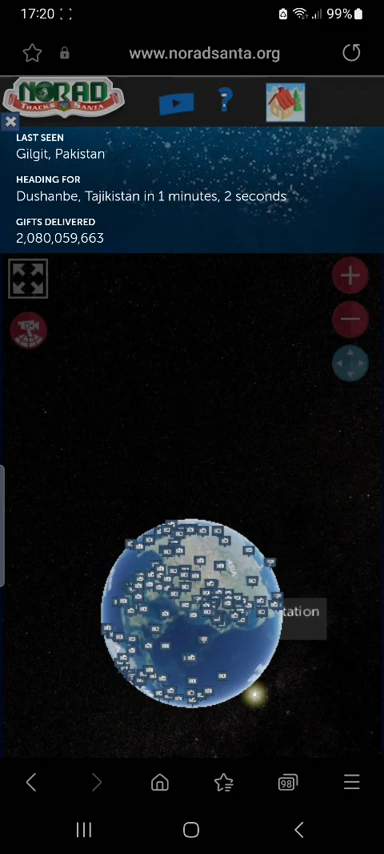 17:20
99%
www.noradsanta.org
NORAD
TRACKS SANTA
LAST SEEN
Gilgit, Pakistan
HEADING FOR
Dushanbe, Tajikistan in 1 minutes, 2 seconds
GIFTS DELIVERED
2,080,059,663
tation
98